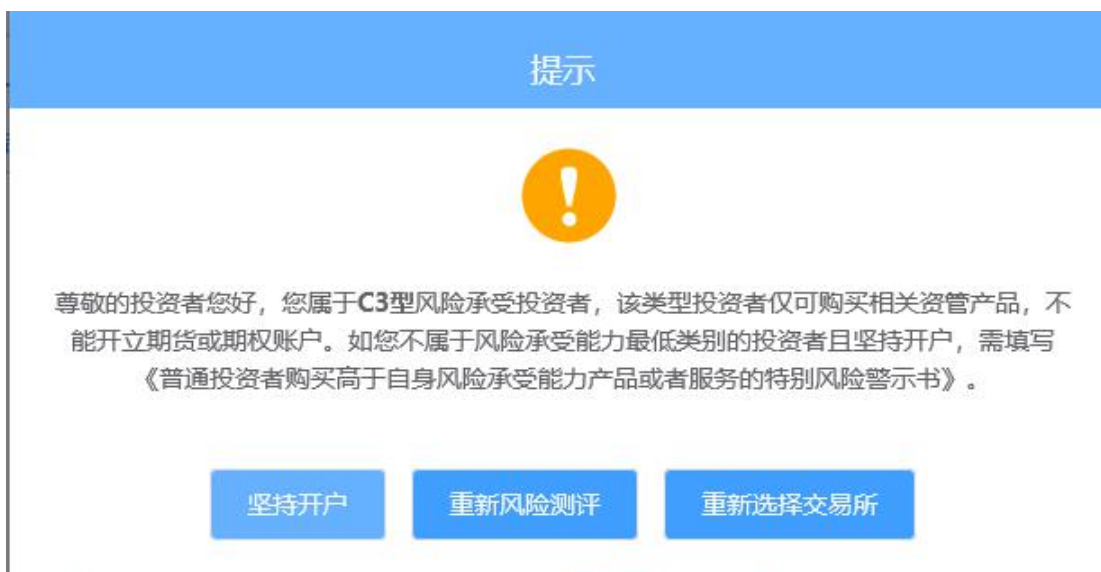 提示
尊敬的投资者您好，您属于C3型风险承受投资者，该类型投资者仅可购买相关资管产品，不
能开立期货或期权账户。如您不属于风险承受能力最低类别的投资者且坚持开户，需填写
《普通投资者购买高于自身风险承受能力产品或者服务的特别风险警示书》。
坚持开户 重新风险测评 重新选择交易所